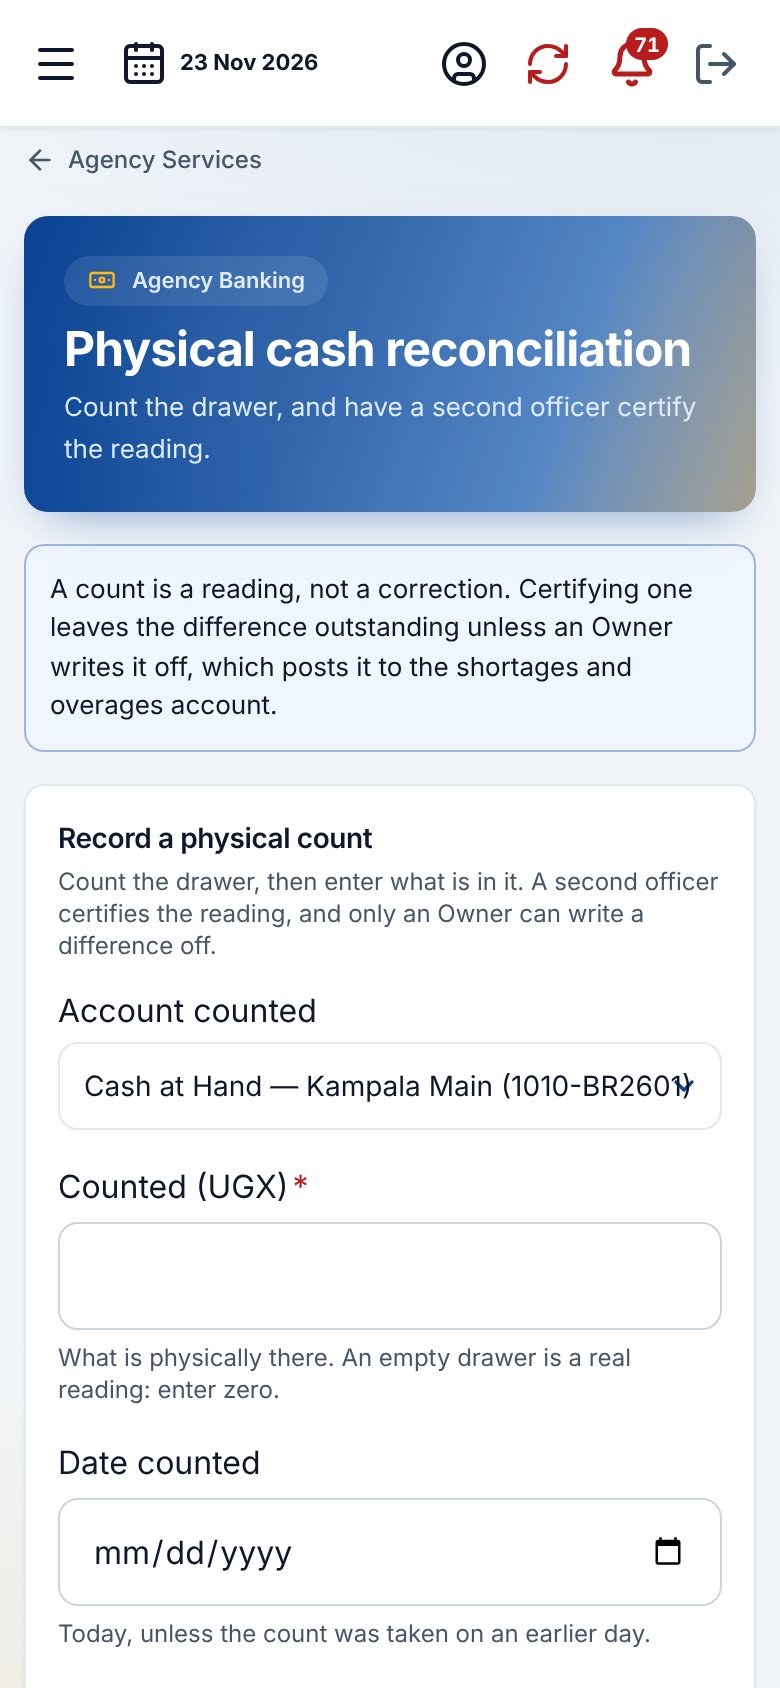 23 Nov 2026
71
Agency Services
Agency Banking
Physical cash reconciliation
Count the drawer, and have a second officer certify
the reading.
A count is a reading, not a correction. Certifying one
leaves the difference outstanding unless an Owner
writes it off, which posts it to the shortages and
overages account.
Record a physical count
Count the drawer, then enter what is in it. A second officer
certifies the reading, and only an Owner can write a
difference off.
Account counted
Cash at Hand — Kampala Main (1010-BR2601)
Counted (UGX) *
What is physically there. An empty drawer is a real
reading: enter zero.
Date counted
mm/dd/yyyy
Today, unless the count was taken on an earlier day.